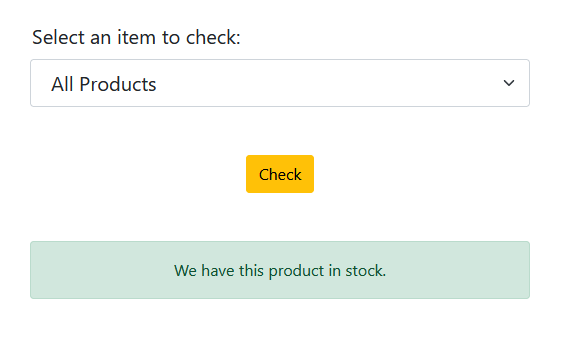 Select an item to check:
All Products
Check
We have this product in stock.